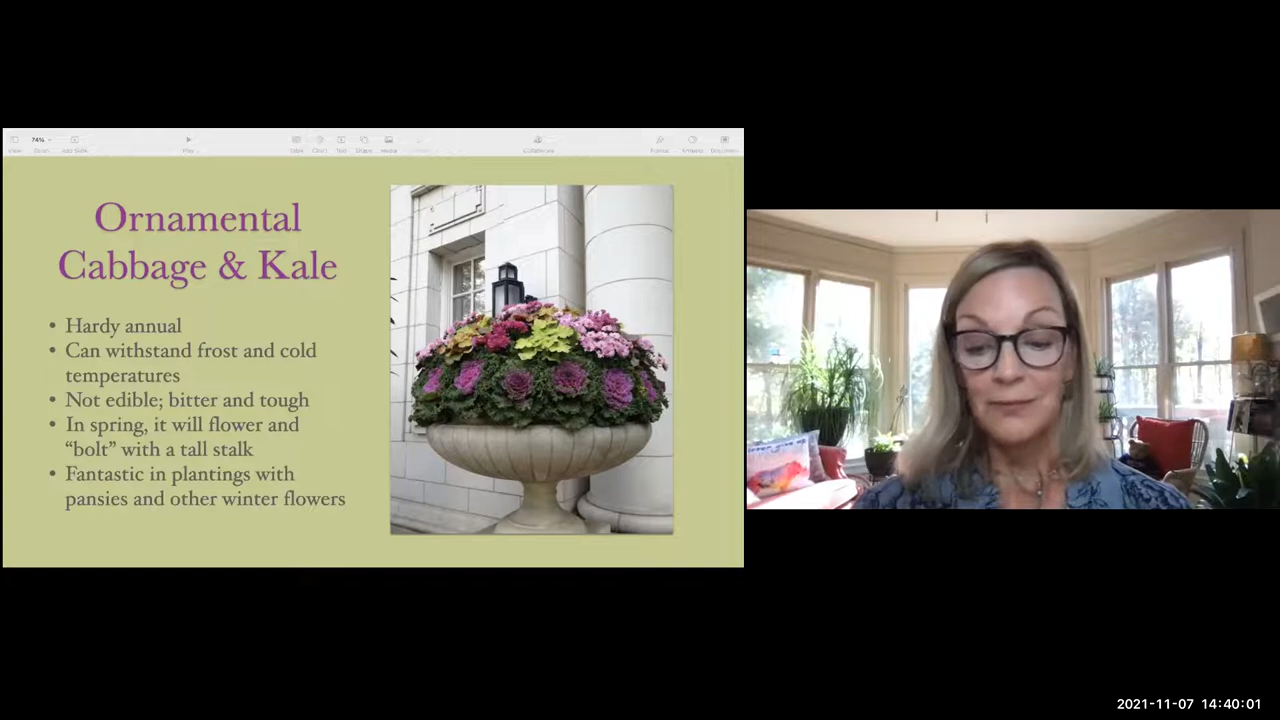 74%
Ornamental
Cabbage & Kale
• Hardy annual
• Can withstand frost and cold
temperatures
• Not edible; bitter and tough
• In spring, it will flower and
“bolt” with a tall stalk
• Fantastic in plantings with
pansies and other winter flowers
2021-11-07 14:40:01